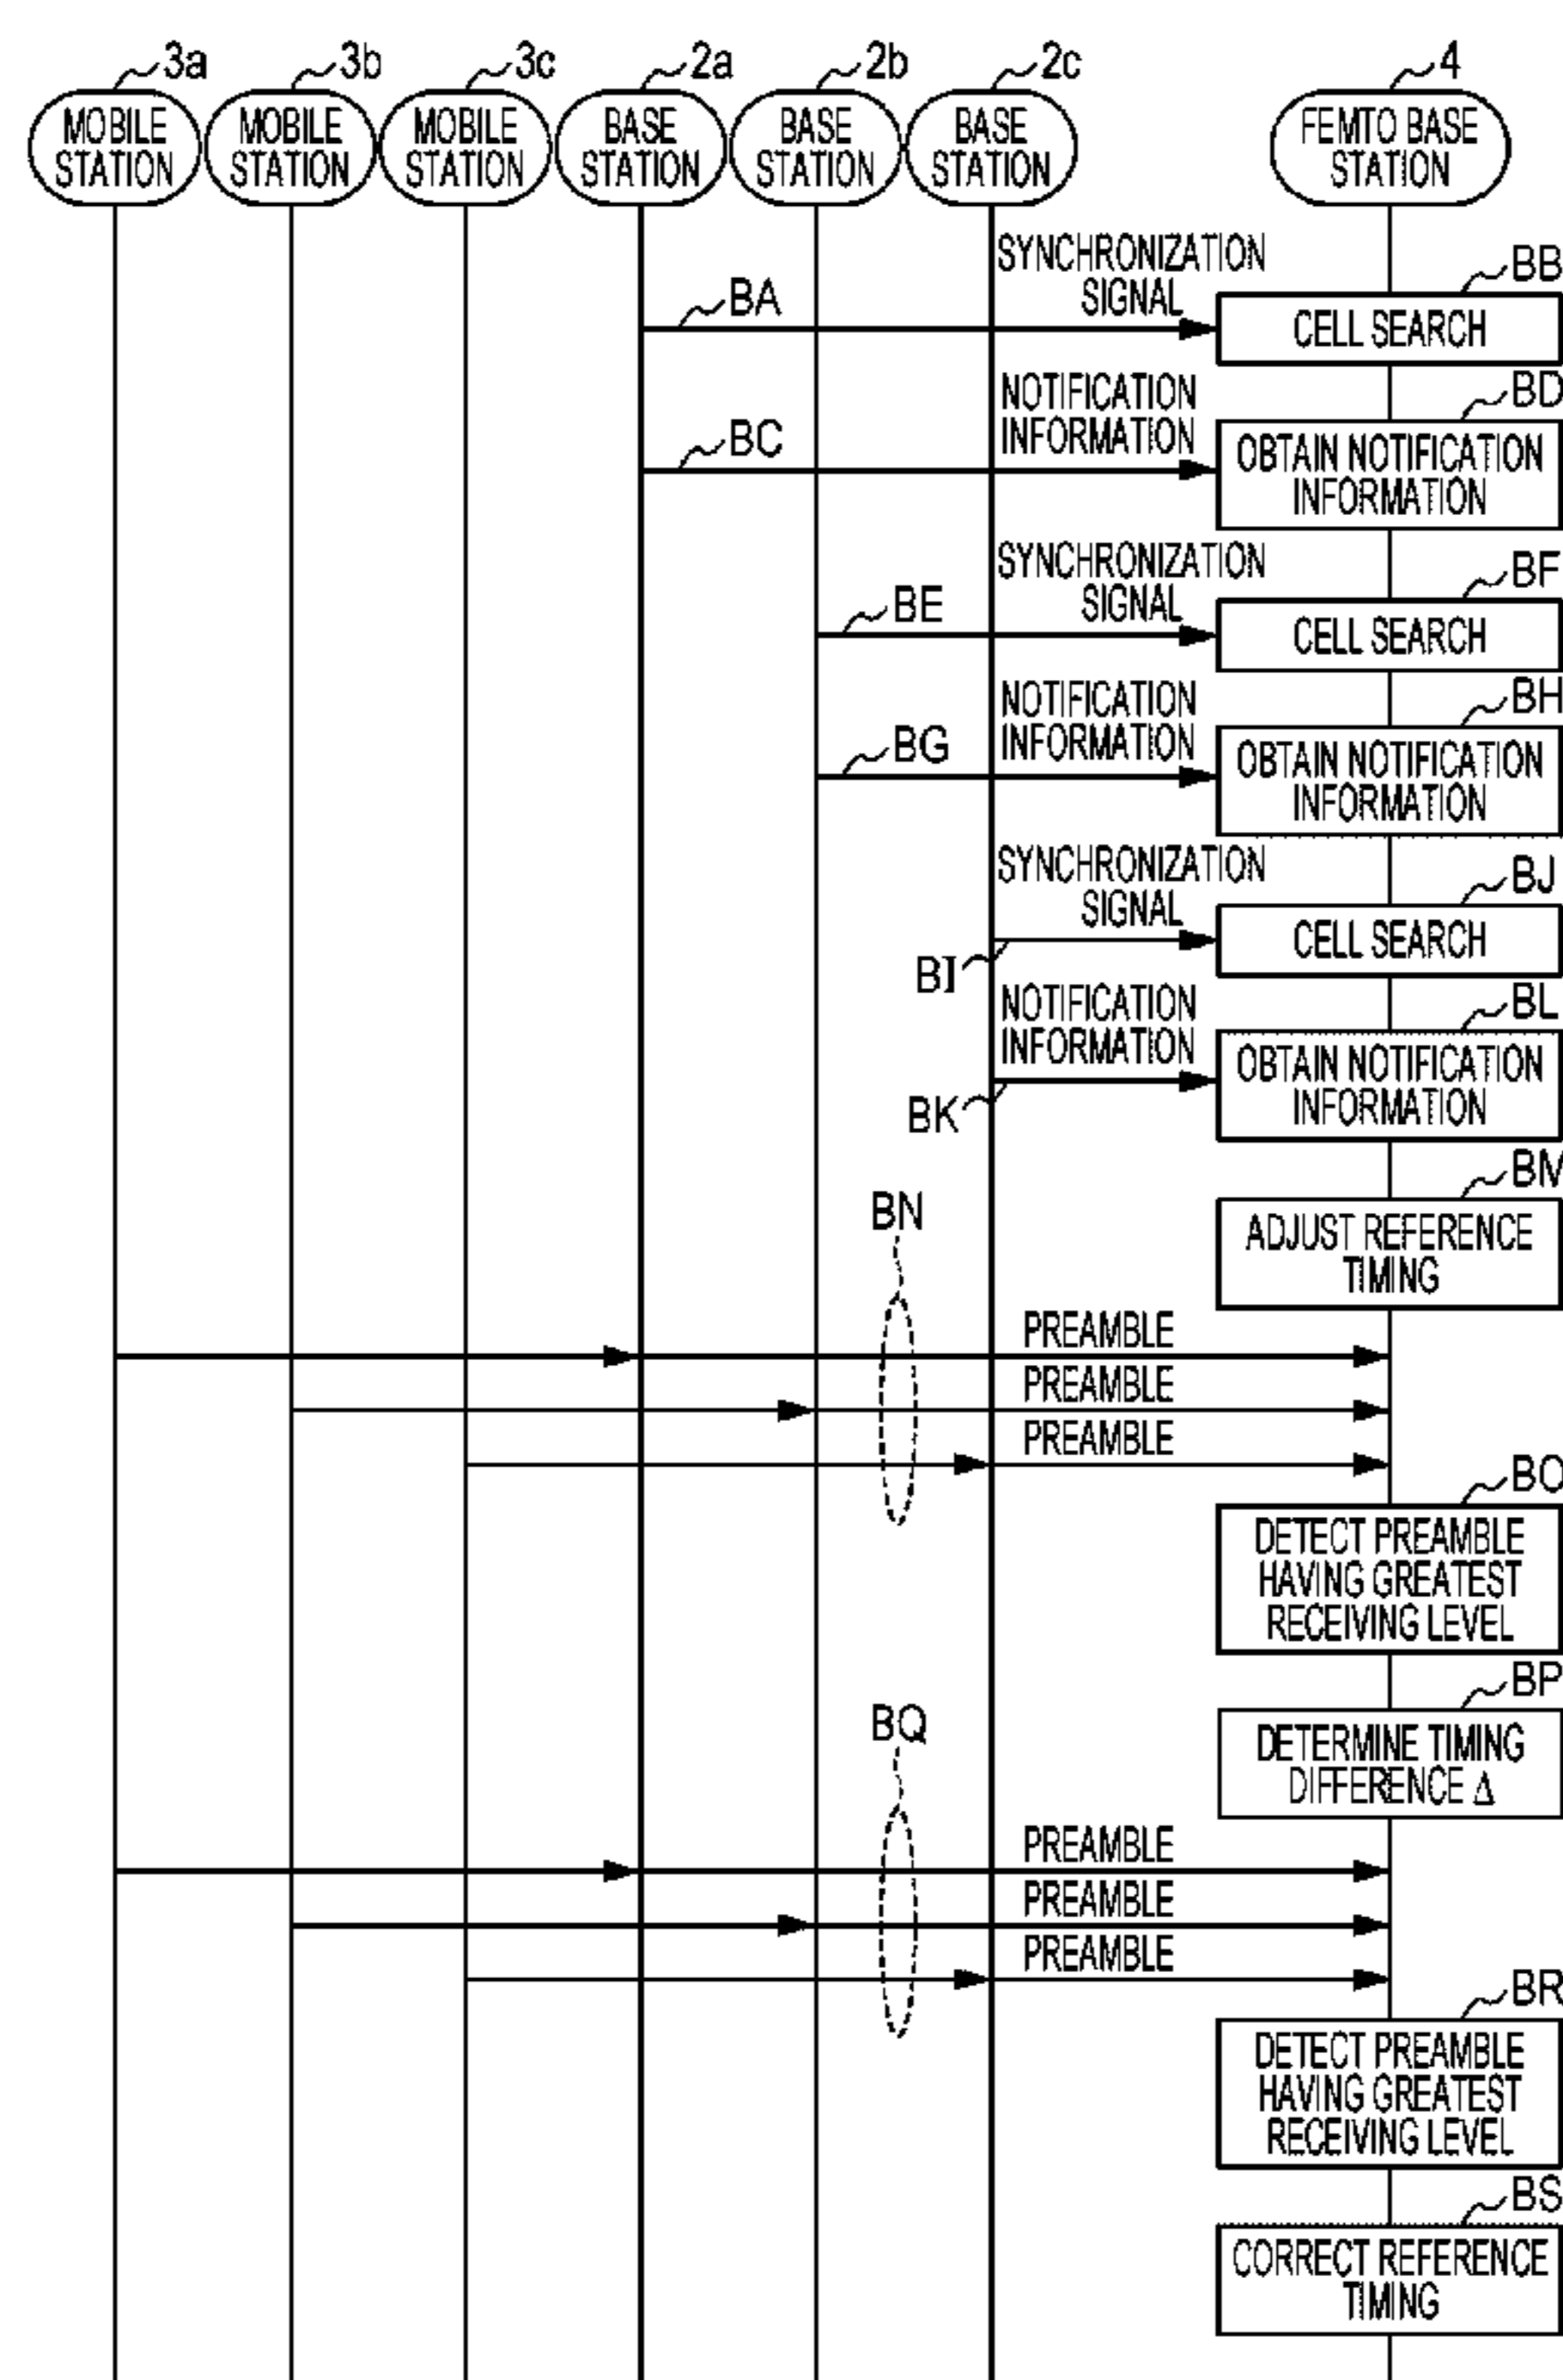 3a
3b
3c
2a
2b
2c
4
MOBILE
STATION
MOBILE
STATION
MOBILE
STATION
BASE
STATION
BASE
STATION
BASE
STATION
FEMTO BASE
STATION
SYNCHRONIZATION
SIGNAL
BA
BB
CELL SEARCH
NOTIFICATION
INFORMATION
BC
BD
OBTAIN NOTIFICATION
INFORMATION
SYNCHRONIZATION
SIGNAL
BE
BF
CELL SEARCH
NOTIFICATION
INFORMATION
BG
BH
OBTAIN NOTIFICATION
INFORMATION
SYNCHRONIZATION
SIGNAL
BI
BJ
CELL SEARCH
NOTIFICATION
INFORMATION
BK
BL
OBTAIN NOTIFICATION
INFORMATION
BM
ADJUST REFERENCE
TIMING
BN
PREAMBLE
PREAMBLE
PREAMBLE
BO
DETECT PREAMBLE
HAVING GREATEST
RECEIVING LEVEL
BP
DETERMINE TIMING
DIFFERENCE Δ
BQ
PREAMBLE
PREAMBLE
PREAMBLE
BR
DETECT PREAMBLE
HAVING GREATEST
RECEIVING LEVEL
BS
CORRECT REFERENCE
TIMING